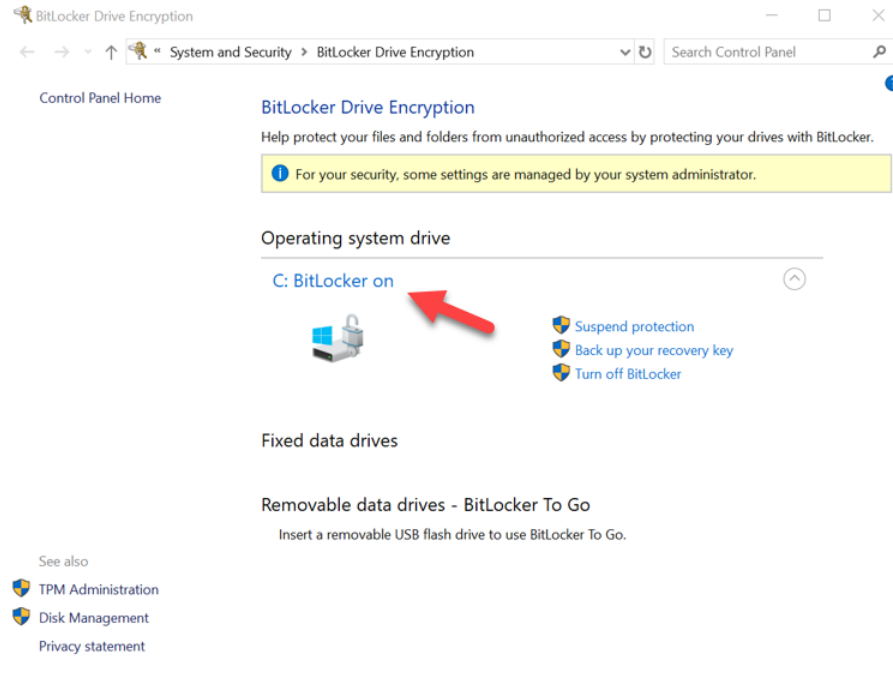 BitLocker Drive Encryption
« System and Security > BitLocker Drive Encryption
Search Control Panel
Control Panel Home
BitLocker Drive Encryption
Help protect your files and folders from unauthorized access by protecting your drives with BitLocker.
For your security, some settings are managed by your system administrator.
Operating system drive
C: BitLocker on
Suspend protection
Back up your recovery key
Turn off BitLocker
Fixed data drives
Removable data drives - BitLocker To Go
Insert a removable USB flash drive to use BitLocker To Go.
See also
TPM Administration
Disk Management
Privacy statement